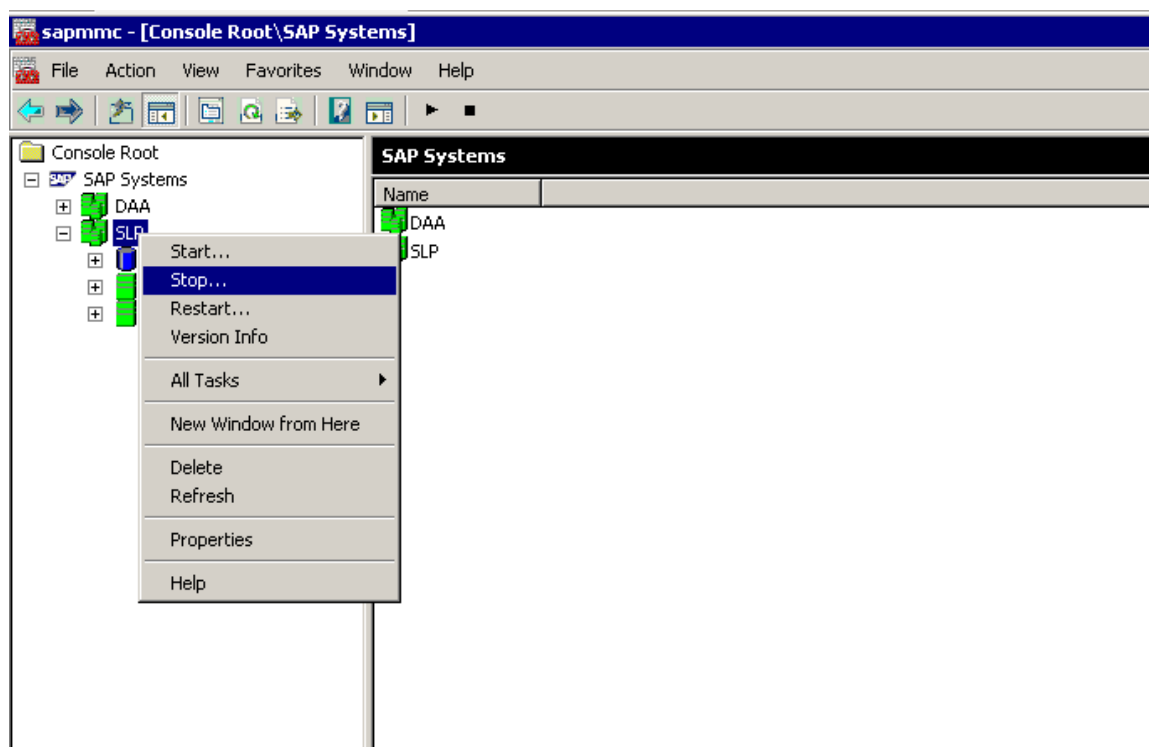 sapmmc - [Console Root\SAP Systems]
File Action View Favorites Window Help
Console Root
SAP SAP Systems
DAA
SLP
Start...
Stop...
Restart...
Version Info
All Tasks
New Window from Here
Delete
Refresh
Properties
Help
SAP Systems
Name
DAA
SLP